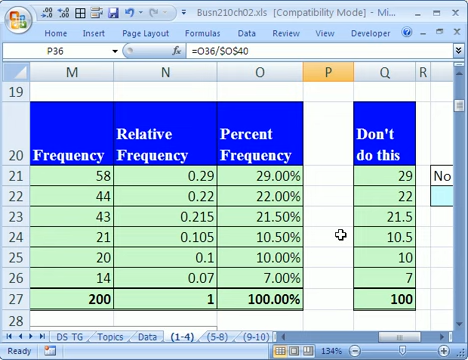 Busn210ch02.xls [Compatibility Mode] - Mi...
Home Insert Page Layout Formulas Data Review View Developer
P36 fx =O36/$O$40
M N O P Q R
19
20 Frequency Relative Frequency Percent Frequency Don't do this
21 58 0.29 29.00% 29 No
22 44 0.22 22.00% 22
23 43 0.215 21.50% 21.5
24 21 0.105 10.50% 10.5
25 20 0.1 10.00% 10
26 14 0.07 7.00% 7
27 200 1 100.00% 100
28
DS TG Topics Data (1-4) (5-8) (9-10)
Ready 134%